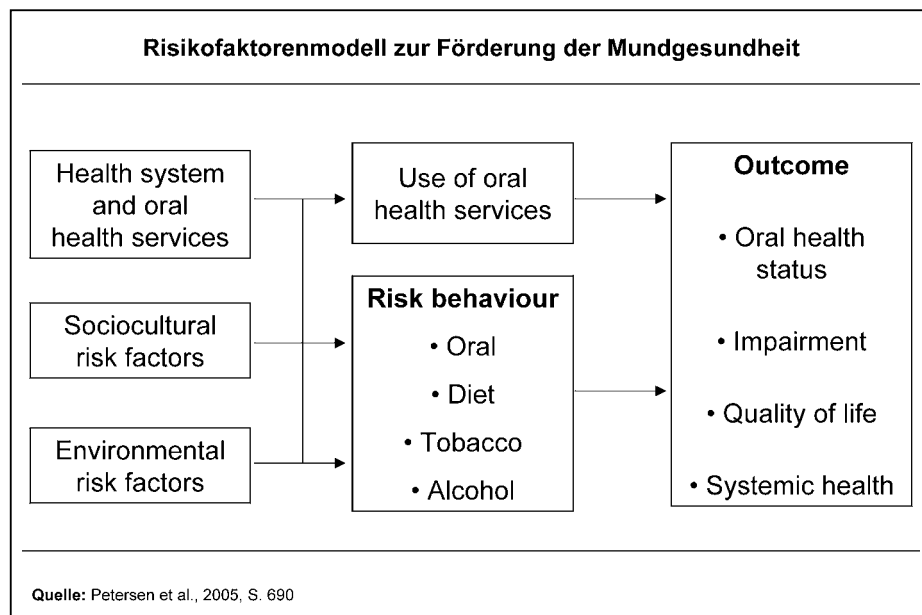 Risikofaktorenmodell zur Förderung der Mundgesundheit
Health system
and oral
health services
Sociocultural
risk factors
Environmental
risk factors
Use of oral
health services
Risk behaviour
• Oral
• Diet
• Tobacco
• Alcohol
Outcome
• Oral health
status
• Impairment
• Quality of life
• Systemic health
Quelle: Petersen et al., 2005, S. 690